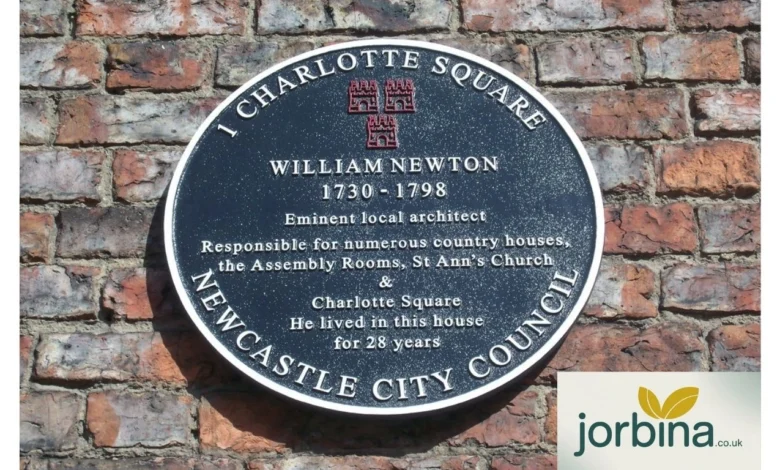 1 CHARLOTTE SQUARE
WILLIAM NEWTON
1730 - 1798
Eminent local architect
Responsible for numerous country houses,
the Assembly Rooms, St Ann's Church
&
Charlotte Square
He lived in this house
for 28 years
NEWCASTLE CITY COUNCIL
jorbina.co.uk